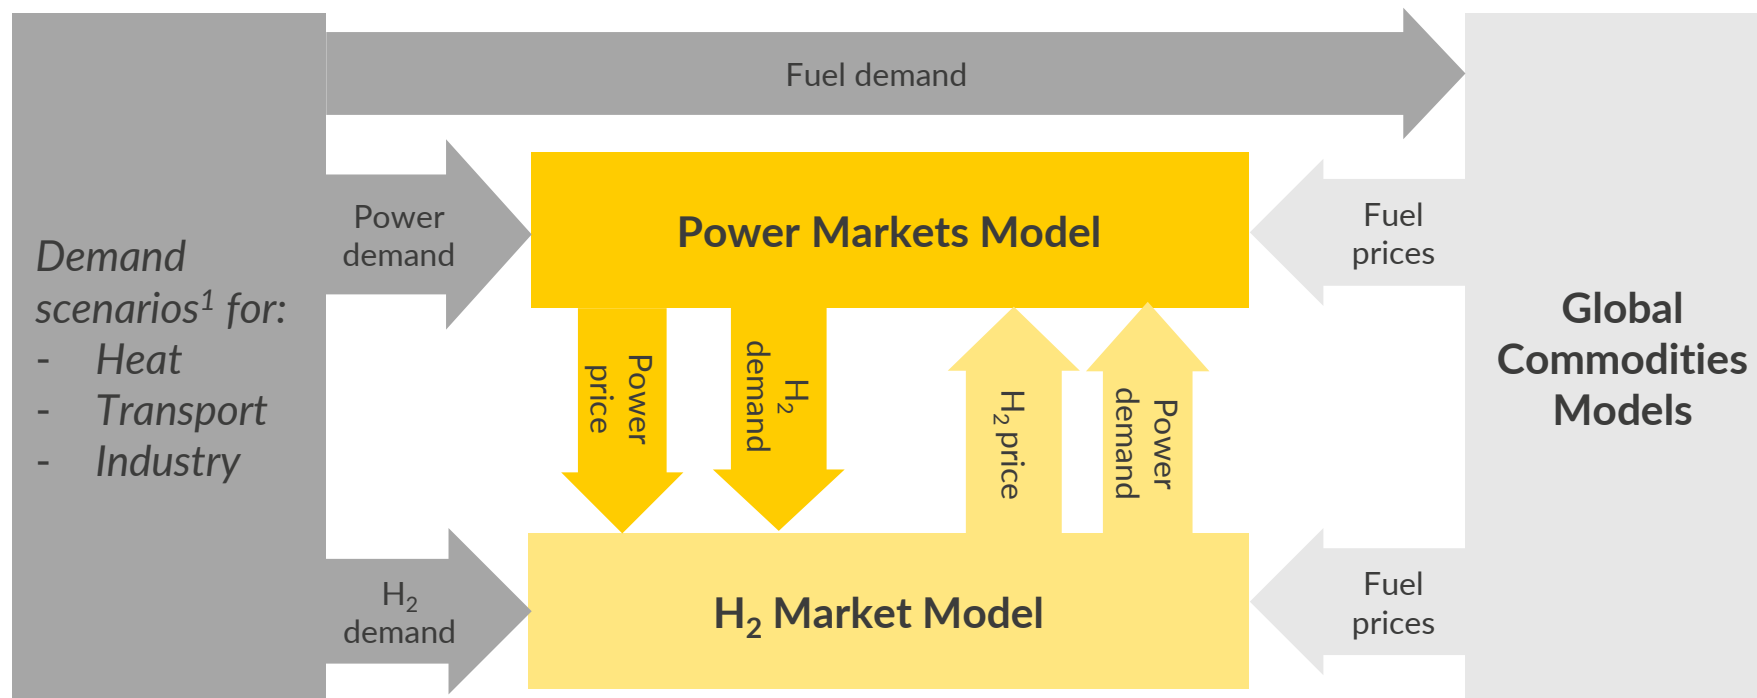 Fuel demand
Power
demand
Power Markets Model
Fuel
prices
Demand
scenarios¹ for:
- Heat
- Transport
- Industry
Power
price
H₂
demand
H₂ price
Power
demand
Global
Commodities
Models
H₂
demand
H₂ Market Model
Fuel
prices